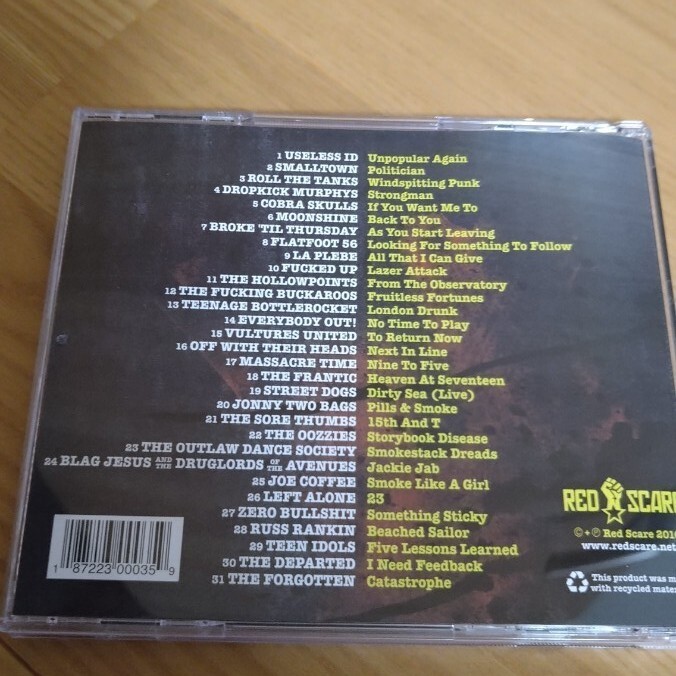 1 USELESS ID Unpopular Again
2 SMALLTOWN Politician
3 ROLL THE TANKS Windspitting Punk
4 DROPKICK MURPHYS Strongman
5 COBRA SKULLS If You Want Me To
6 MOONSHINE Back To You
7 BROKE 'TIL THURSDAY As You Start Leaving
8 FLATFOOT 56 Looking For Something To Follow
9 LA PLEBE All That I Can Give
10 FUCKED UP Lazer Attack
11 THE HOLLOWPOINTS From The Observatory
12 THE FUCKING BUCKAROOS Fruitless Fortunes
13 TEENAGE BOTTLEROCKET London Drunk
14 EVERYBODY OUT! No Time To Play
15 VULTURES UNITED To Return Now
16 OFF WITH THEIR HEADS Next In Line
17 MASSACRE TIME Nine To Five
18 THE FRANTIC Heaven At Seventeen
19 STREET DOGS Dirty Sea (Live)
20 JONNY TWO BAGS Pills & Smoke
21 THE SORE THUMBS 15th And T
22 THE OOZZIES Storybook Disease
23 THE OUTLAW DANCE SOCIETY Smokestack Dreads
24 BLAG JESUS AND THE DRUGLORDS OF THE AVENUES Jackie Jab
25 JOE COFFEE Smoke Like A Girl
26 LEFT ALONE 23
27 ZERO BULLSHIT Something Sticky
28 RUSS RANKIN Beached Sailor
29 TEEN IDOLS Five Lessons Learned
30 THE DEPARTED I Need Feedback
31 THE FORGOTTEN Catastrophe
RED SCARE
© + ℗ Red Scare 2010
www.redscare.net
This product was
with recycled
1 87223 00035 9